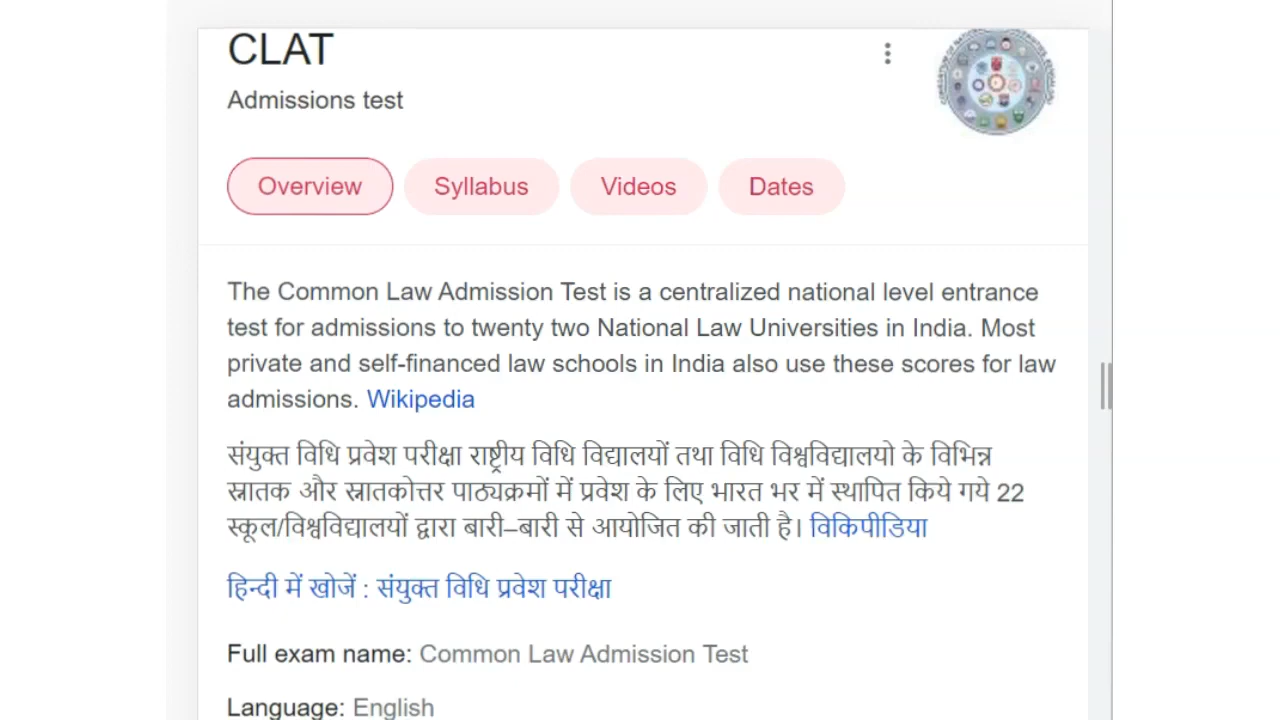 CLAT
Admissions test
Overview Syllabus Videos Dates
The Common Law Admission Test is a centralized national level entrance
test for admissions to twenty two National Law Universities in India. Most
private and self-financed law schools in India also use these scores for law
admissions. Wikipedia
संयुक्त विधि प्रवेश परीक्षा राष्ट्रीय विधि विद्यालयों तथा विधि विश्वविद्यालयो के विभिन्न
स्नातक और स्नातकोत्तर पाठ्यक्रमों में प्रवेश के लिए भारत भर में स्थापित किये गये 22
स्कूल/विश्वविद्यालयों द्वारा बारी–बारी से आयोजित की जाती है। विकिपीडिया
हिन्दी में खोजें : संयुक्त विधि प्रवेश परीक्षा
Full exam name: Common Law Admission Test
Language: English